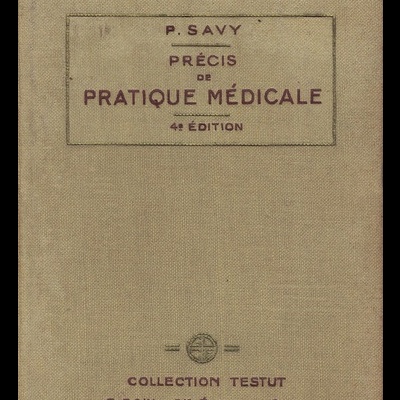 P. SAVY
PRÉCIS
DE
PRATIQUE MÉDICALE
4e ÉDITION
COLLECTION TESTUT